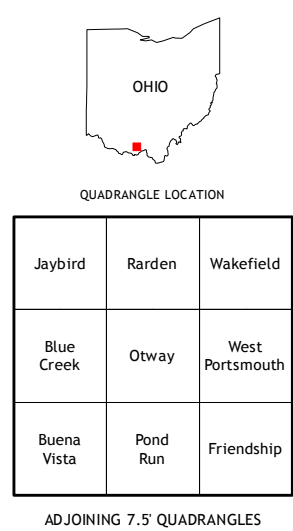 OHIO
QUADRANGLE LOCATION
Jaybird
Rarden
Wakefield
Blue
Creek
Otway
West
Portsmouth
Buena
Vista
Pond
Run
Friendship
ADJOINING 7.5' QUADRANGLES